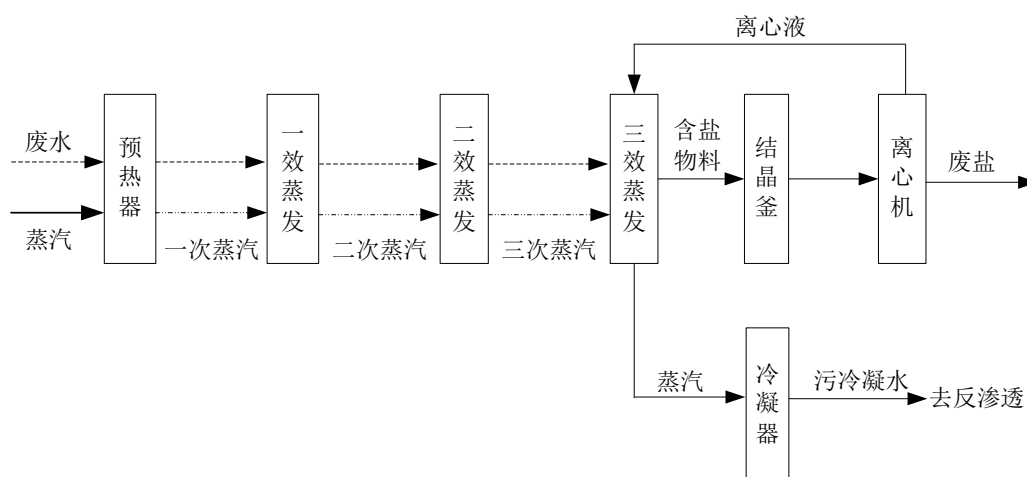 离心液
废水
蒸汽
预热器
一次蒸汽
一效蒸发
二次蒸汽
二效蒸发
三次蒸汽
三效蒸发
含盐
物料
结晶釜
离心机
废盐
蒸汽
冷凝器
污冷凝水
去反渗透